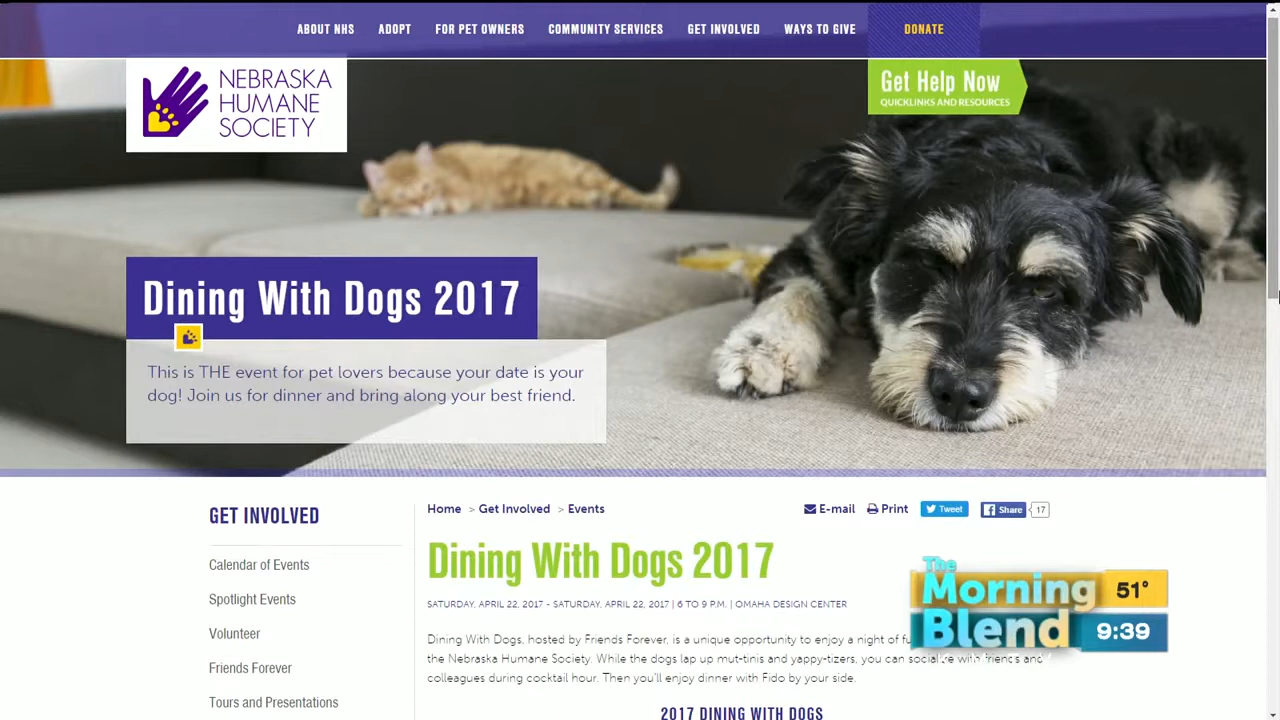 ABOUT NHS ADOPT FOR PET OWNERS COMMUNITY SERVICES GET INVOLVED WAYS TO GIVE DONATE
NEBRASKA
HUMANE
SOCIETY
Get Help Now
QUICKLINKS AND RESOURCES
Dining With Dogs 2017
This is THE event for pet lovers because your date is your
dog! Join us for dinner and bring along your best friend.
GET INVOLVED
Calendar of Events
Spotlight Events
Volunteer
Friends Forever
Tours and Presentations
Home > Get Involved > Events
E-mail Print Tweet Share 17
Dining With Dogs 2017
SATURDAY, APRIL 22, 2017 - SATURDAY, APRIL 22, 2017 | 6 TO 9 P.M. | OMAHA DESIGN CENTER
Dining With Dogs, hosted by Friends Forever, is a unique opportunity to enjoy a night of
the Nebraska Humane Society. While the dogs lap up mut-tinis and yappy-tizers, you can socialize with friends and
colleagues during cocktail hour. Then you'll enjoy dinner with Fido by your side.
2017 DINING WITH DOGS
The
Morning
Blend
51°
9:39